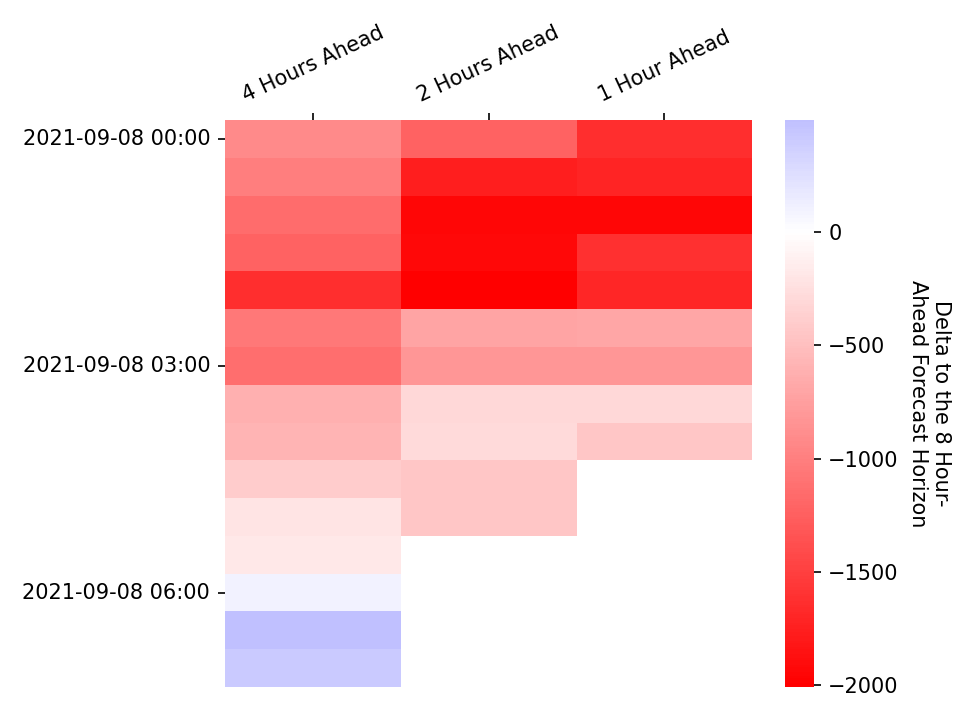 4 Hours Ahead
2 Hours Ahead
1 Hour Ahead
2021-09-08 00:00
2021-09-08 03:00
2021-09-08 06:00
0
−500
−1000
−1500
−2000
Delta to the 8 Hour-
Ahead Forecast Horizon